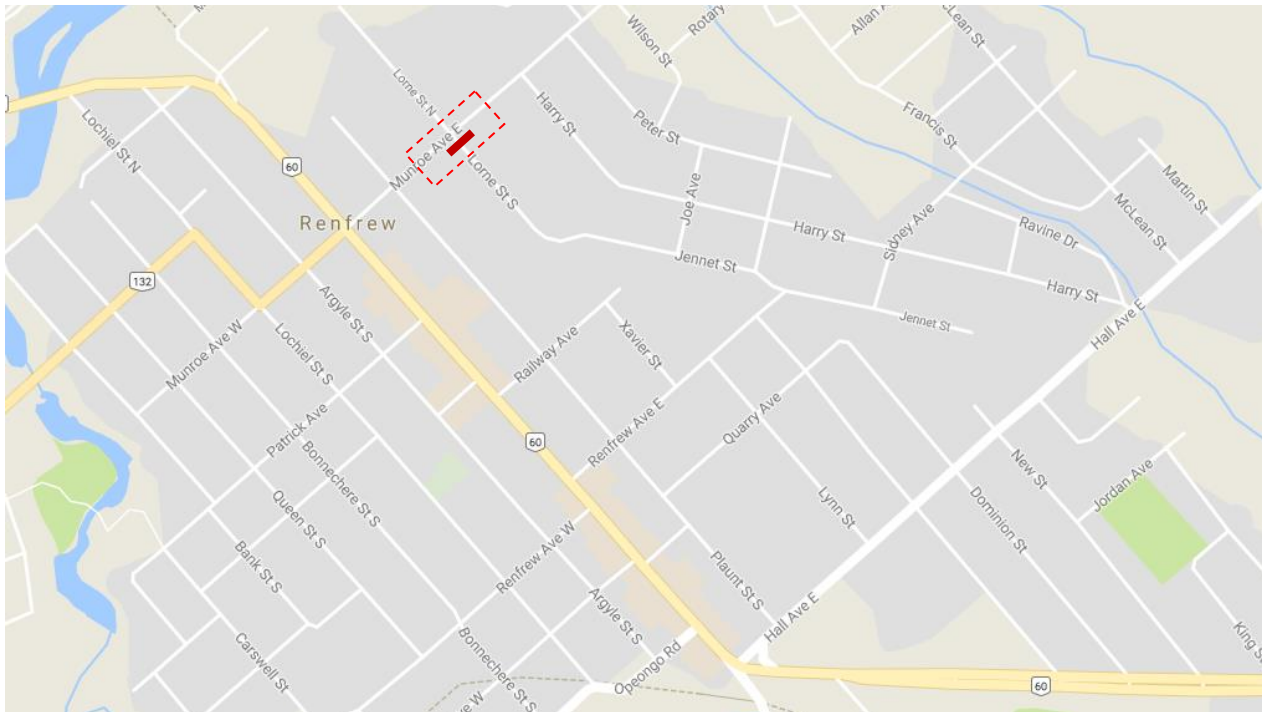 Wilson St
Rotary
Allan A
McLean St
Lorne St N
Harry St
Peter St
Francis St
Lochiel St N
60
Munroe Ave E
Lorne St S
Joe Ave
Martin St
McLean St
Renfrew
Harry St
Sidney Ave
Ravine Dr
Jennet St
132
Argyle St S
Harry St
Hall Ave E
Jennet St
Munroe Ave W
Lochiel St S
Railway Ave
Xavier St
Patrick Ave
Renfrew Ave E
Quarry Ave
60
Bonnechere St S
Queen St S
New St
Jordan Ave
Lynn St
Dominion St
Bank St S
Renfrew Ave W
Plaunt St S
Argyle St S
Hall Ave E
King S
Carswell St
Bonnechere St S
Opeongo Rd
60
e W